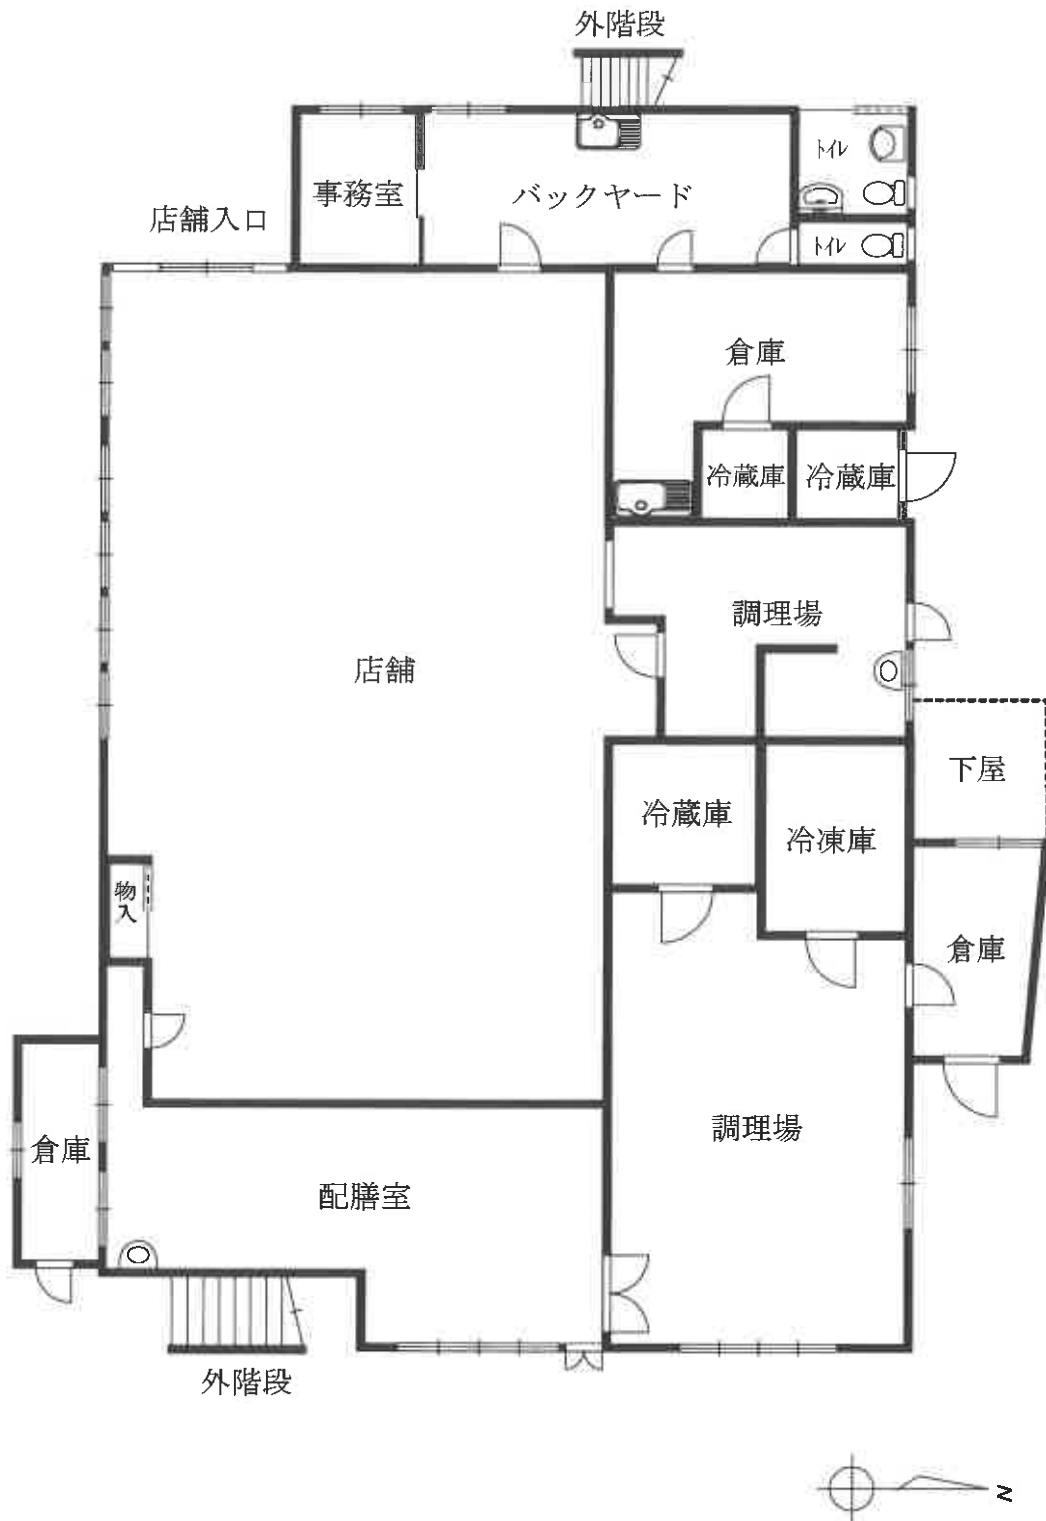 外階段
トイレ
事務室
バックヤード
店舗入口
トイレ
倉庫
冷蔵庫
冷蔵庫
調理場
店舗
下屋
冷蔵庫
冷凍庫
物入
倉庫
調理場
倉庫
配膳室
外階段
N